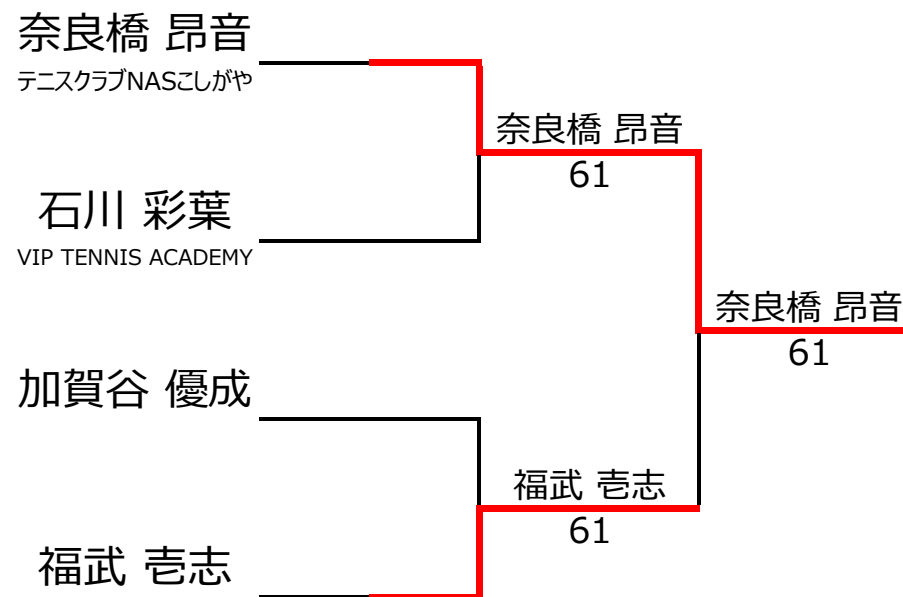 奈良橋 昂音
テニスクラブNASこしがや
奈良橋 昂音
61
石川 彩葉
VIP TENNIS ACADEMY
奈良橋 昂音
61
加賀谷 優成
福武 壱志
61
福武 壱志